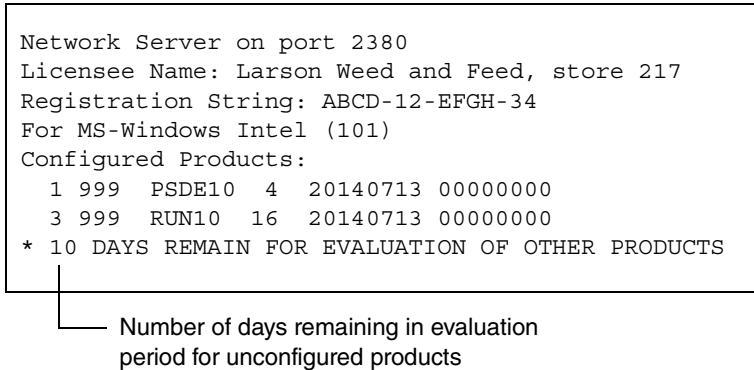 Network Server on port 2380
Licensee Name: Larson Weed and Feed, store 217
Registration String: ABCD-12-EFGH-34
For MS-Windows Intel (101)
Configured Products:
  1 999  PSDE10  4  20140713 00000000
  3 999  RUN10  16  20140713 00000000
* 10 DAYS REMAIN FOR EVALUATION OF OTHER PRODUCTS
Number of days remaining in evaluation
period for unconfigured products